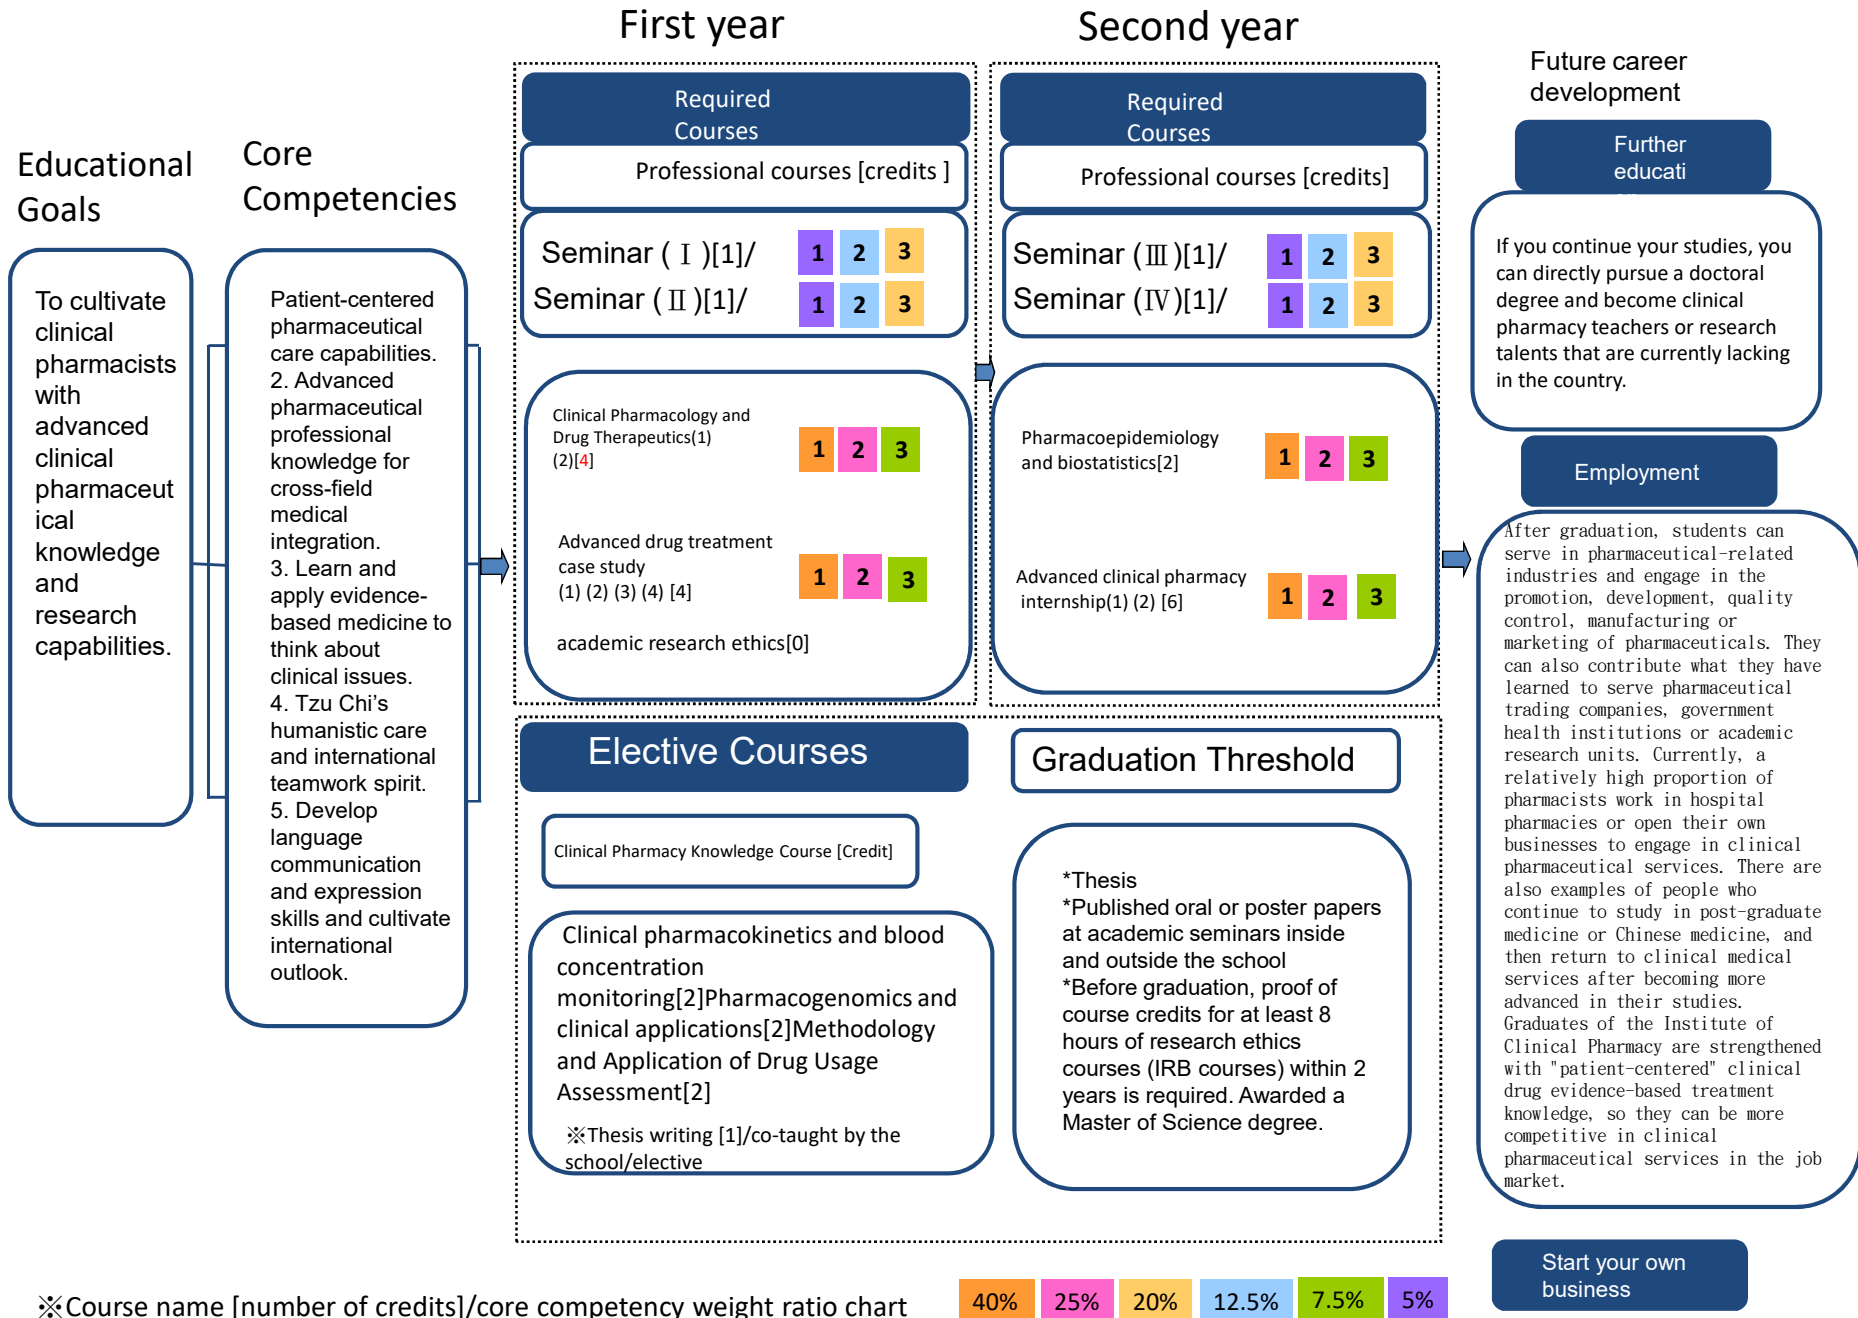 First year
Second year
Educational
Goals
Core
Competencies
Future career
development
To cultivate
clinical
pharmacists
with
advanced
clinical
pharmaceut
ical
knowledge
and
research
capabilities.
Patient-centered
pharmaceutical
care capabilities.
2. Advanced
pharmaceutical
professional
knowledge for
cross-field
medical
integration.
3. Learn and
apply evidence-
based medicine to
think about
clinical issues.
4. Tzu Chi’s
humanistic care
and international
teamwork spirit.
5. Develop
language
communication
and expression
skills and cultivate
international
outlook.
Required
Courses
Professional courses [credits ]
Seminar ( Ⅰ )[1]/ 1 2 3
Seminar ( Ⅱ )[1]/ 1 2 3
Clinical Pharmacology and
Drug Therapeutics(1)
(2)[4]
1 2 3
Advanced drug treatment
case study
(1) (2) (3) (4) [4]
1 2 3
academic research ethics[0]
Required
Courses
Professional courses [credits]
Seminar (Ⅲ)[1]/ 1 2 3
Seminar (Ⅳ)[1]/ 1 2 3
Pharmacoepidemiology
and biostatistics[2]
1 2 3
Advanced clinical pharmacy
internship(1) (2) [6]
1 2 3
Elective Courses
Clinical Pharmacy Knowledge Course [Credit]
Clinical pharmacokinetics and blood
concentration
monitoring[2]Pharmacogenomics and
clinical applications[2]Methodology
and Application of Drug Usage
Assessment[2]
※Thesis writing [1]/co-taught by the
school/elective
Graduation Threshold
*Thesis
*Published oral or poster papers
at academic seminars inside
and outside the school
*Before graduation, proof of
course credits for at least 8
hours of research ethics
courses (IRB courses) within 2
years is required. Awarded a
Master of Science degree.
Further
educati
If you continue your studies, you
can directly pursue a doctoral
degree and become clinical
pharmacy teachers or research
talents that are currently lacking
in the country.
Employment
After graduation, students can
serve in pharmaceutical-related
industries and engage in the
promotion, development, quality
control, manufacturing or
marketing of pharmaceuticals. They
can also contribute what they have
learned to serve pharmaceutical
trading companies, government
health institutions or academic
research units. Currently, a
relatively high proportion of
pharmacists work in hospital
pharmacies or open their own
businesses to engage in clinical
pharmaceutical services. There are
also examples of people who
continue to study in post-graduate
medicine or Chinese medicine, and
then return to clinical medical
services after becoming more
advanced in their studies.
Graduates of the Institute of
Clinical Pharmacy are strengthened
with "patient-centered" clinical
drug evidence-based treatment
knowledge, so they can be more
competitive in clinical
pharmaceutical services in the job
market.
Start your own
business
※Course name [number of credits]/core competency weight ratio chart
40% 25% 20% 12.5% 7.5% 5%